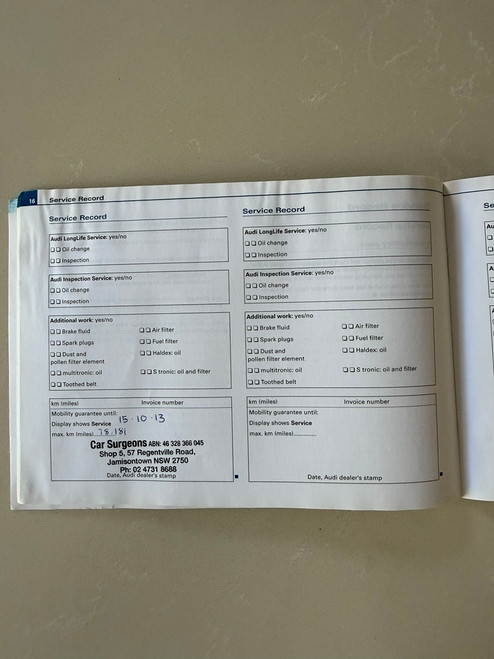 16 Service Record
Service Record
Audi LongLife Service: yes/no
Oil change
Inspection
Audi Inspection Service: yes/no
Oil change
Inspection
Additional work: yes/no
Brake fluid Air filter
Spark plugs Fuel filter
Dust and Haldex: oil
pollen filter element
multitronic: oil S tronic: oil and filter
Toothed belt
km (miles) Invoice number
Mobility guarantee until:
Display shows Service 15.10.13
max. km (miles) 78,181
Car Surgeons ABN: 46 328 366 045
Shop 5, 57 Regentville Road,
Jamisontown NSW 2750
Ph: 02 4731 8688
Date, Audi dealer's stamp
Service Record
Audi LongLife Service: yes/no
Oil change
Inspection
Audi Inspection Service: yes/no
Oil change
Inspection
Additional work: yes/no
Brake fluid Air filter
Spark plugs Fuel filter
Dust and Haldex: oil
pollen filter element
multitronic: oil S tronic: oil and filter
Toothed belt
km (miles) Invoice number
Mobility guarantee until:
Display shows Service
max. km (miles)
Date, Audi dealer's stamp
Se